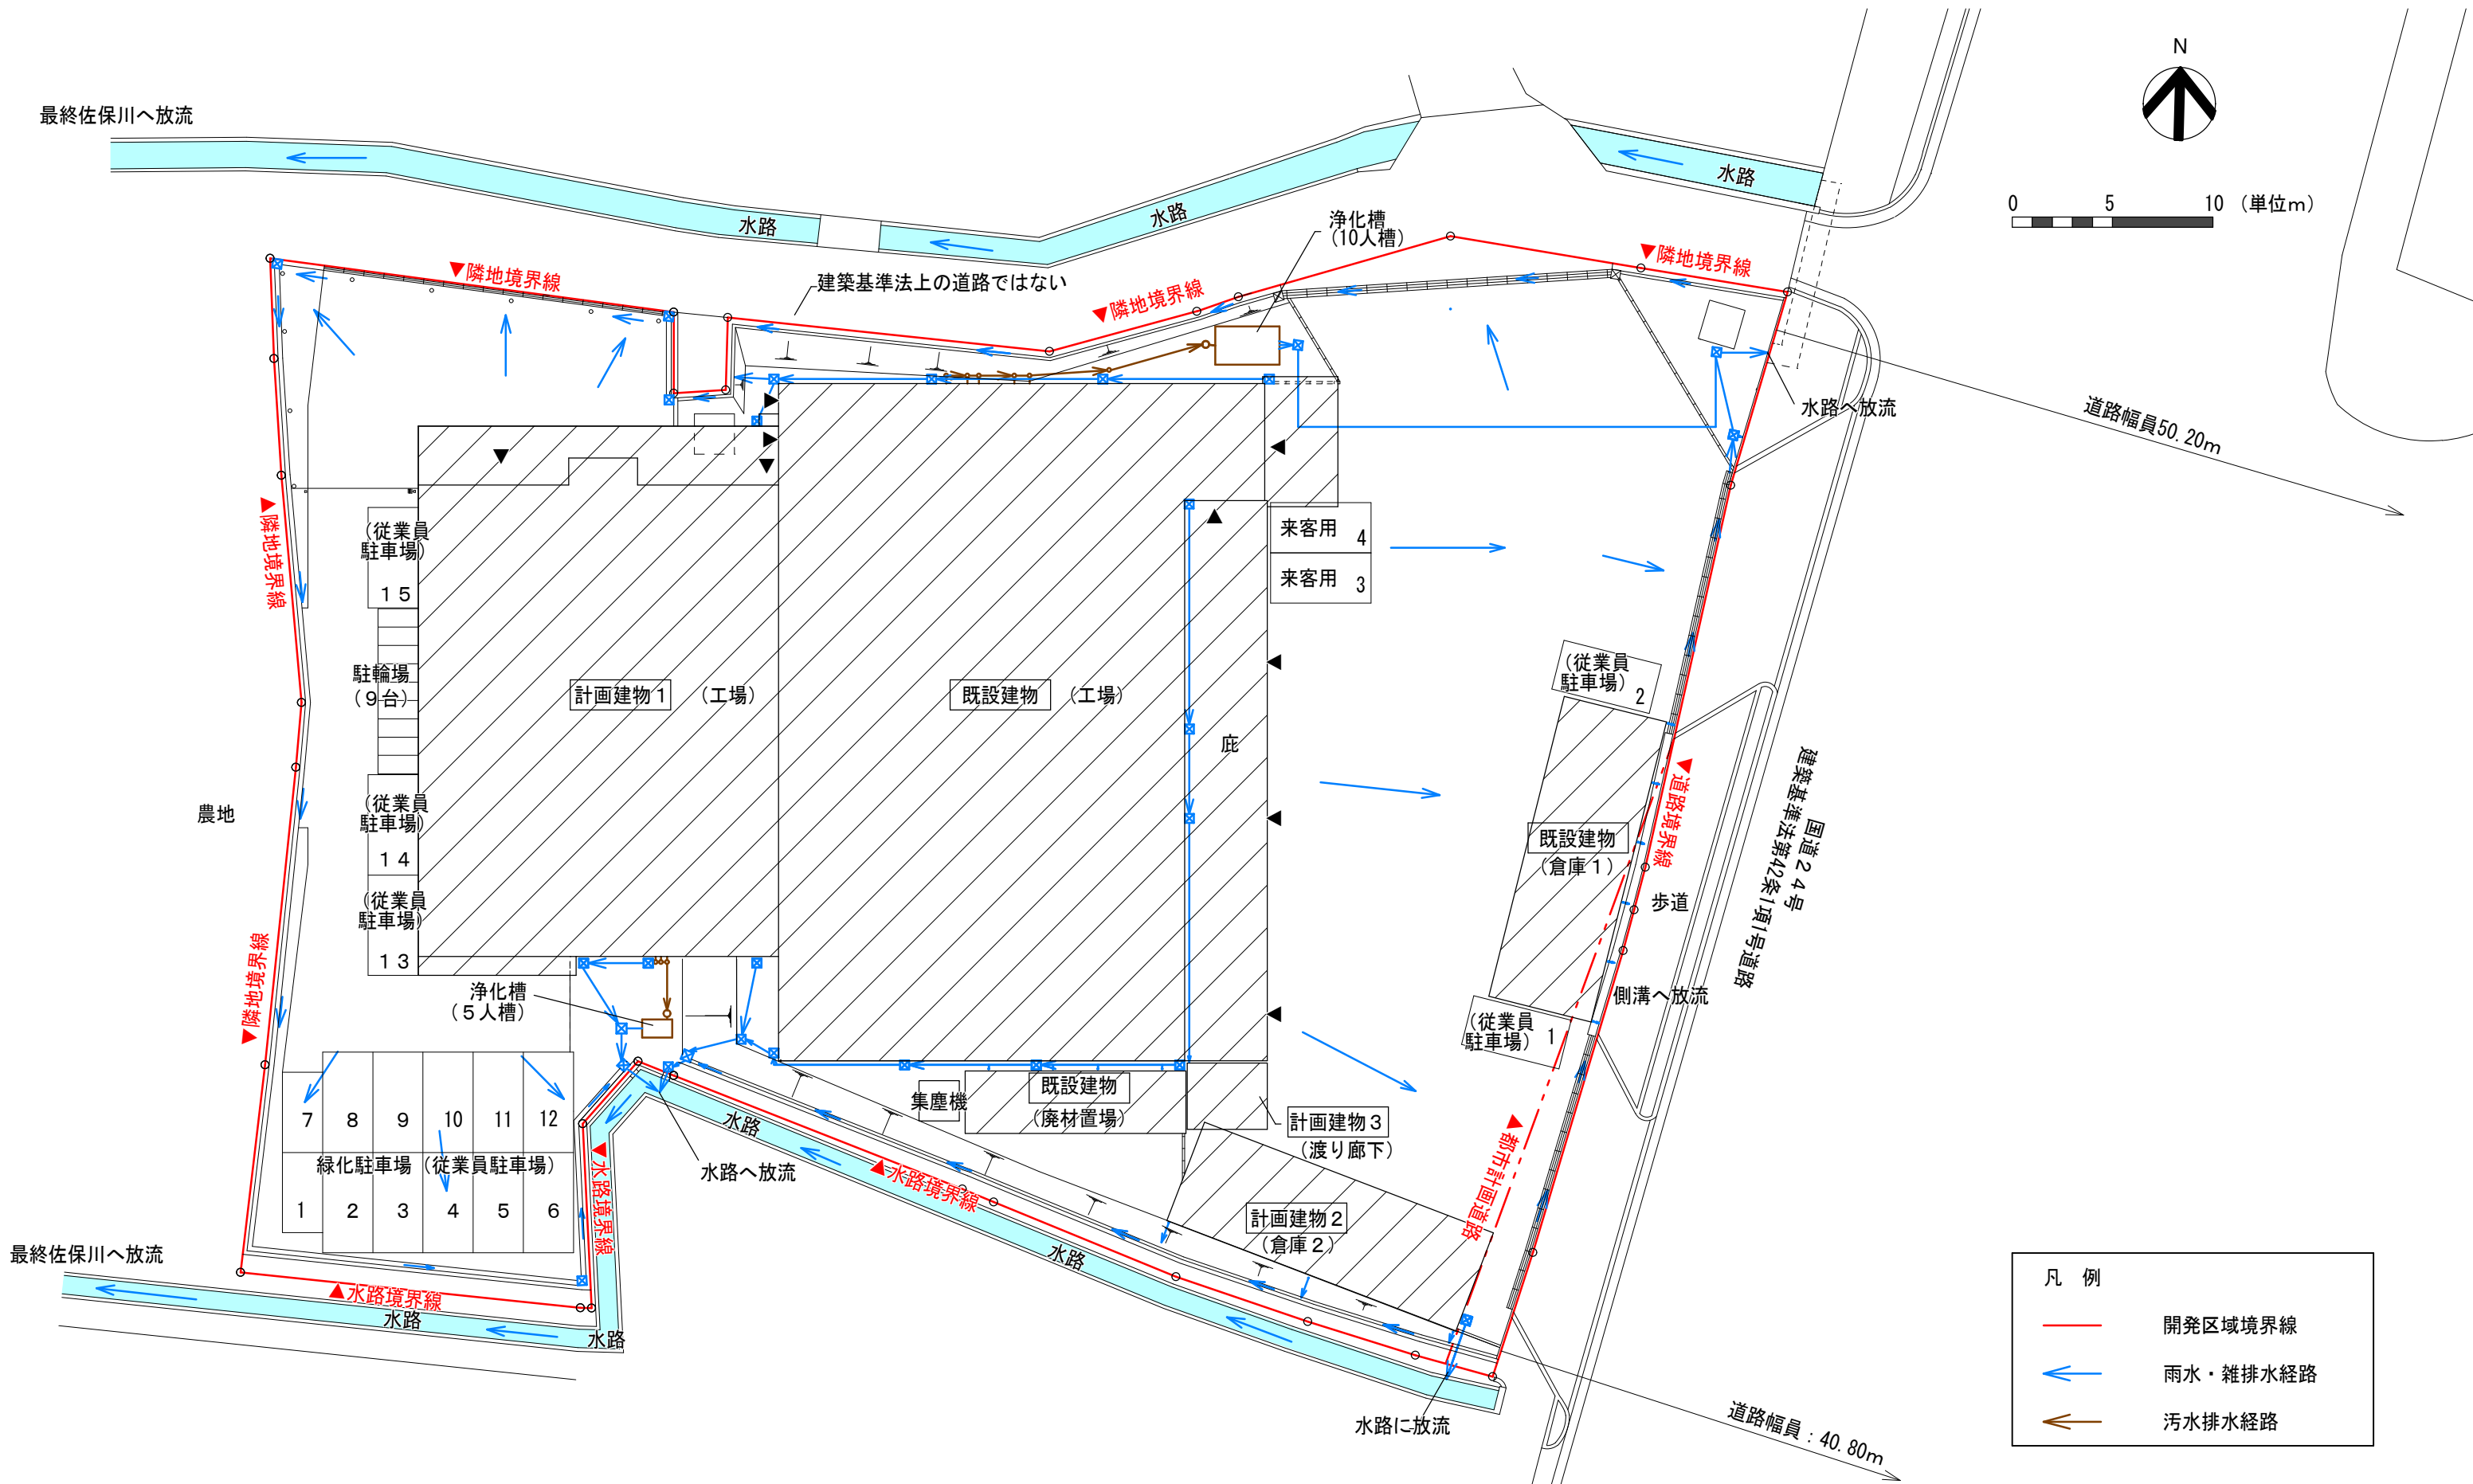 N
0 5 10 （単位ｍ）
最終佐保川へ放流
水路
水路
水路
浄化槽
（10人槽）
▼隣地境界線
▼隣地境界線
▼隣地境界線
建築基準法上の道路ではない
水路へ放流
道路幅員50.20ｍ
▼隣地境界線
（従業員
駐車場）
１５
来客用 4
来客用 3
駐輪場
（９台）
計画建物１ （工場）
既設建物 （工場）
庇
（従業員
駐車場）
2
農地
（従業員
駐車場）
１４
（従業員
駐車場）
１３
既設建物
（倉庫１）
▼道路境界線
歩道
国道２４号
建築基準法第42条1項1号道路
側溝へ放流
▼隣地境界線
浄化槽
（５人槽）
（従業員
駐車場）
1
7 8 9 10 11 12
緑化駐車場（従業員駐車場）
1 2 3 4 5 6
集塵機
既設建物
（廃材置場）
計画建物３
（渡り廊下）
▼都市計画道路
水路
水路へ放流
▲水路境界線
▲水路境界線
計画建物２
（倉庫２）
水路
最終佐保川へ放流
▲水路境界線
水路
水路
水路に放流
道路幅員：40.80ｍ
凡　例
開発区域境界線
雨水・雑排水経路
汚水排水経路